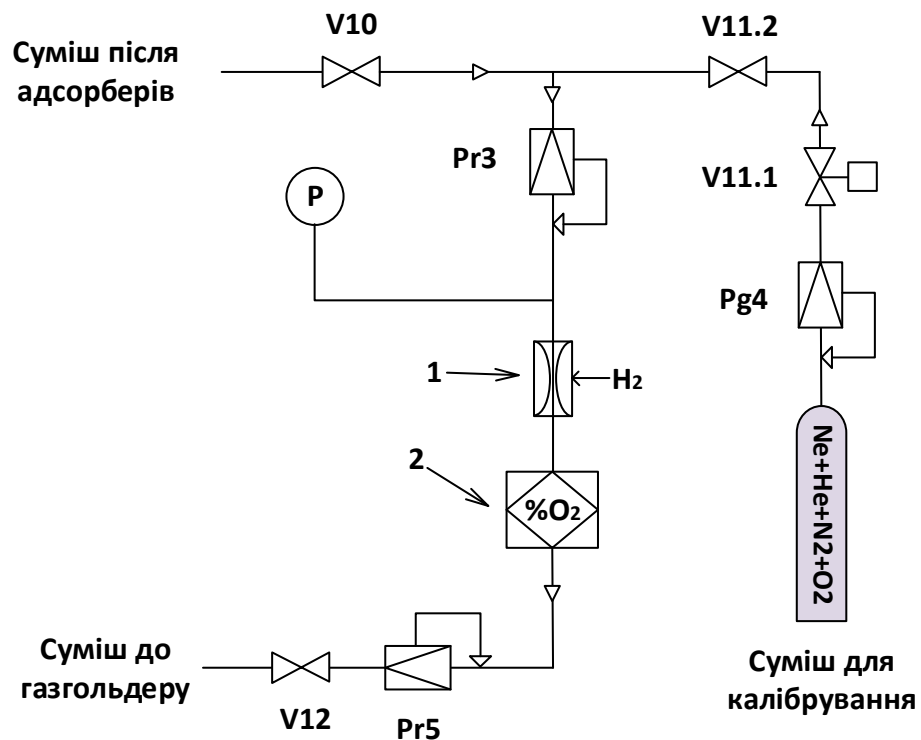 V10
V11.2
Суміш після
адсорберів
Pr3
V11.1
P
Pg4
1
H2
2
%O2
Ne+He+N2+O2
Суміш до
газгольдеру
V12
Pr5
Суміш для
калібрування